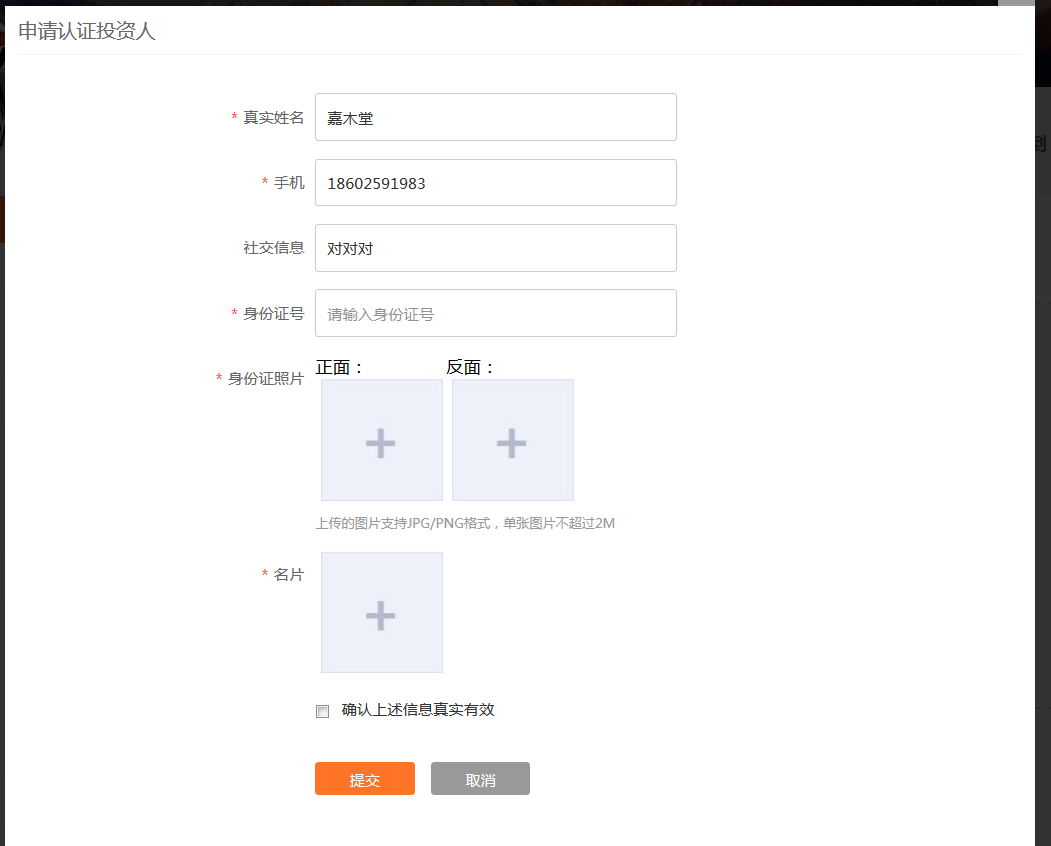 申请认证投资人
* 真实姓名 嘉木堂
* 手机 18602591983
社交信息 对对对
* 身份证号 请输入身份证号
* 身份证照片 正面： 反面：
上传的图片支持JPG/PNG格式，单张图片不超过2M
* 名片
确认上述信息真实有效
提交 取消
到